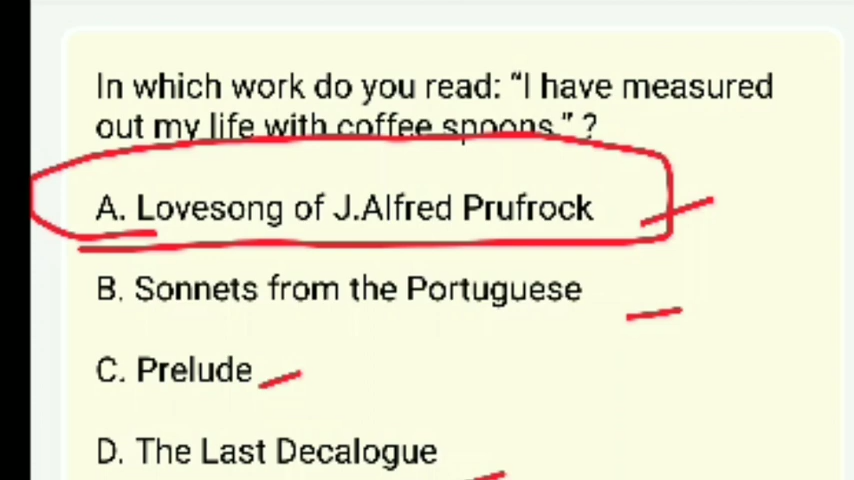 In which work do you read: “I have measured
out my life with coffee spoons.” ?
A. Lovesong of J.Alfred Prufrock
B. Sonnets from the Portuguese
C. Prelude
D. The Last Decalogue